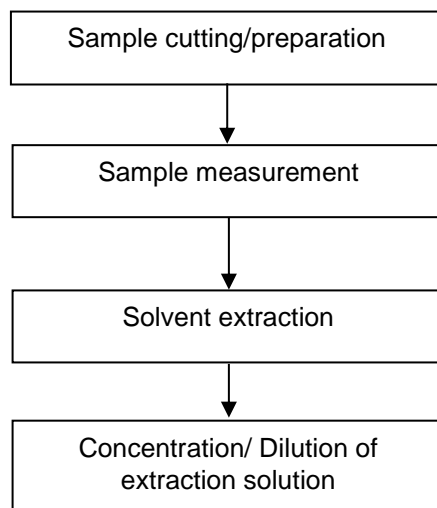 Sample cutting/preparation
Sample measurement
Solvent extraction
Concentration/ Dilution of
extraction solution